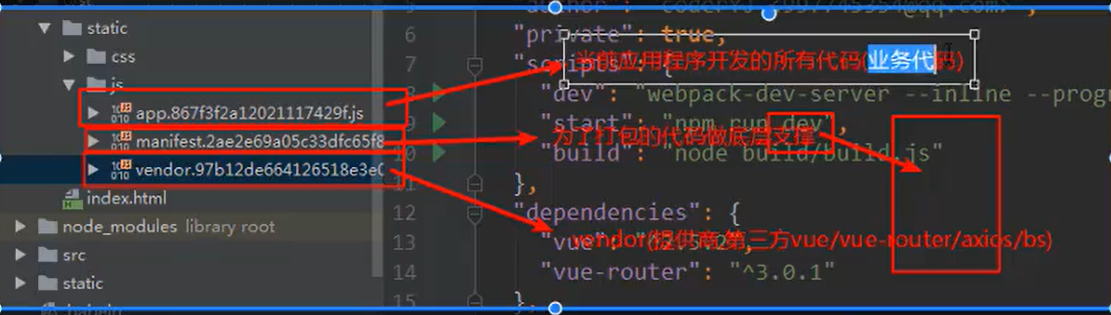 static
css
js
app.867f3f2a12021117429f.js
manifest.2ae2e69a05c33dfc65f8
vendor.97b12de664126518e3e0
index.html
node_modules library root
src
static
6 "private": true,
7 "scripts": {
当前应用程序开发的所有代码(业务代码)
"dev": "webpack-dev-server --inline --prog
9 "start": "npm run dev",
为了打包的代码做底层支撑
10 "build": "node build/build.js"
11 },
12 "dependencies": {
13 "vue":
vendor(提供商 第三方vue/vue-router/axios/bs)
14 "vue-router": "^3.0.1"
15 },